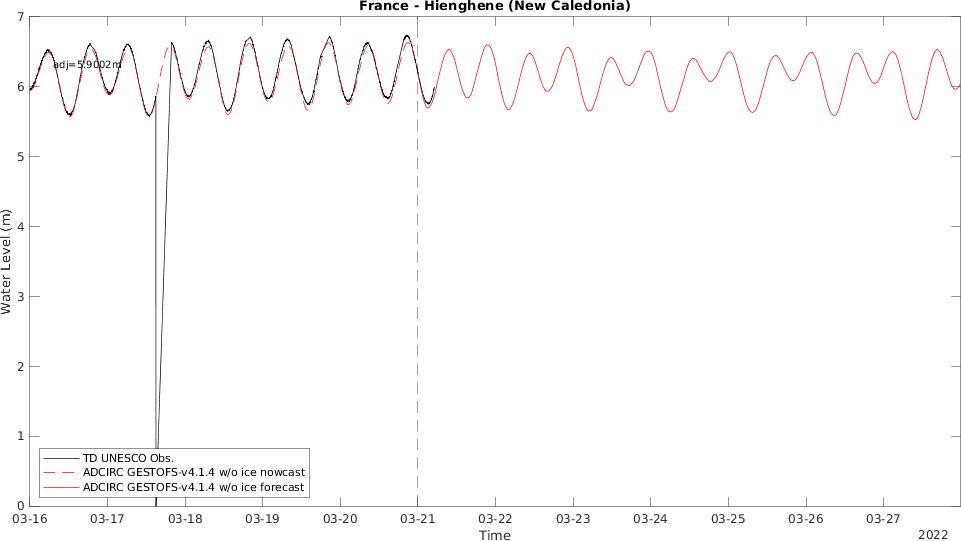 France - Hienghene (New Caledonia)
7
adj=5.9002m
6
5
4
3
2
1
0
Water Level (m)
TD UNESCO Obs.
ADCIRC GESTOFS-v4.1.4 w/o ice nowcast
ADCIRC GESTOFS-v4.1.4 w/o ice forecast
03-16 03-17 03-18 03-19 03-20 03-21 03-22 03-23 03-24 03-25 03-26 03-27
Time
2022